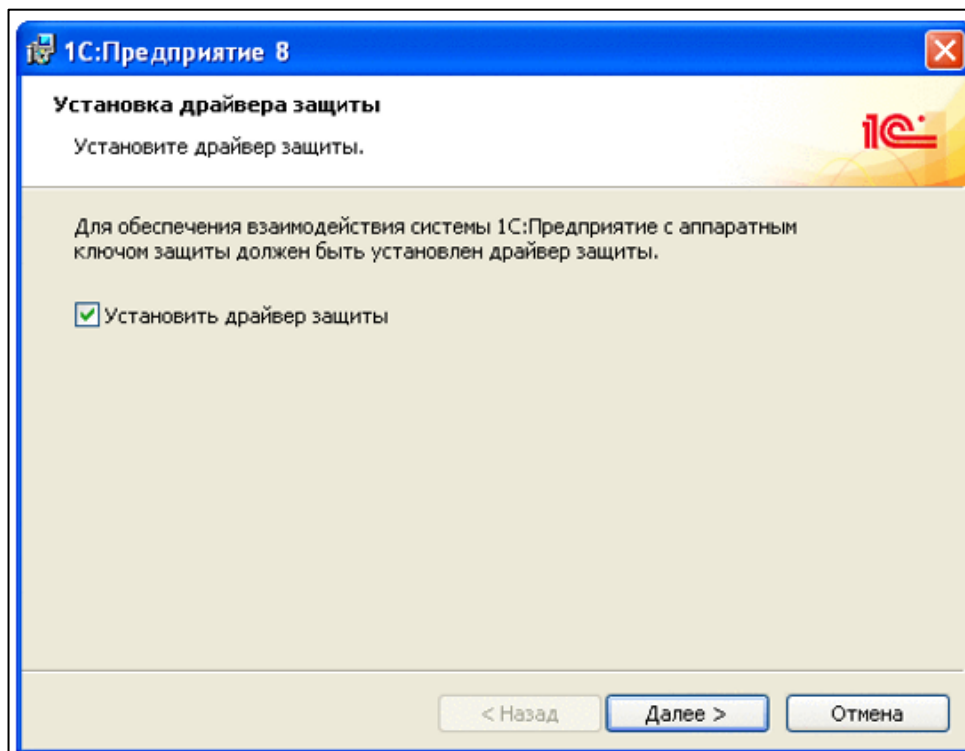 1С:Предприятие 8
Установка драйвера защиты
Установите драйвер защиты.
1С
Для обеспечения взаимодействия системы 1С:Предприятие с аппаратным
ключом защиты должен быть установлен драйвер защиты.
Установить драйвер защиты
< Назад
Далее >
Отмена